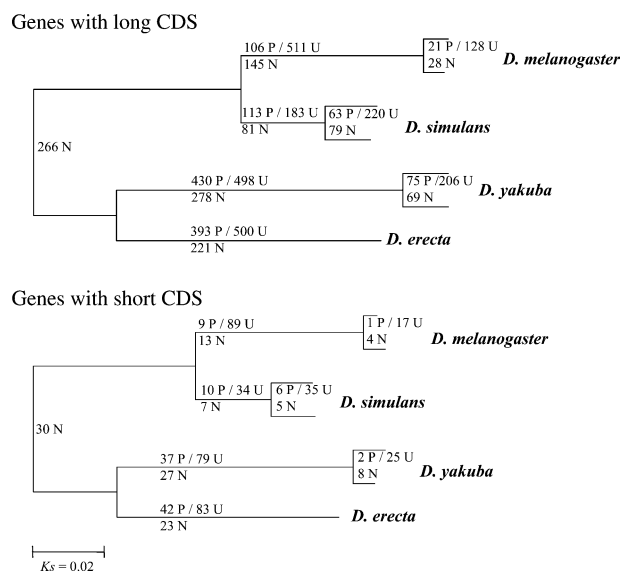 Genes with long CDS
106 P / 511 U
145 N
21 P / 128 U
28 N
D. melanogaster
113 P / 183 U
81 N
63 P / 220 U
79 N
D. simulans
266 N
430 P / 498 U
278 N
75 P /206 U
69 N
D. yakuba
393 P / 500 U
221 N
D. erecta
Genes with short CDS
9 P / 89 U
13 N
1 P / 17 U
4 N
D. melanogaster
10 P / 34 U
7 N
6 P / 35 U
5 N
D. simulans
30 N
37 P / 79 U
27 N
2 P / 25 U
8 N
D. yakuba
42 P / 83 U
23 N
D. erecta
Ks = 0.02